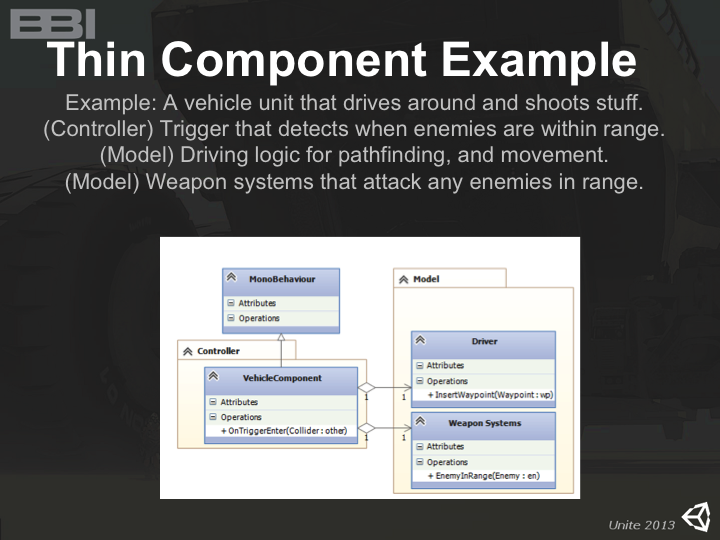 BBI
Thin Component Example
Example: A vehicle unit that drives around and shoots stuff.
(Controller) Trigger that detects when enemies are within range.
(Model) Driving logic for pathfinding, and movement.
(Model) Weapon systems that attack any enemies in range.
MonoBehaviour
Attributes
Operations
Controller
VehicleComponent
Attributes
Operations
+ OnTriggerEnter(Collider : other)
1
1
1
1
Model
Driver
Attributes
Operations
+ InsertWaypoint(Waypoint : wp)
Weapon Systems
Attributes
Operations
+ EnemyInRange(Enemy : en)
Unite 2013